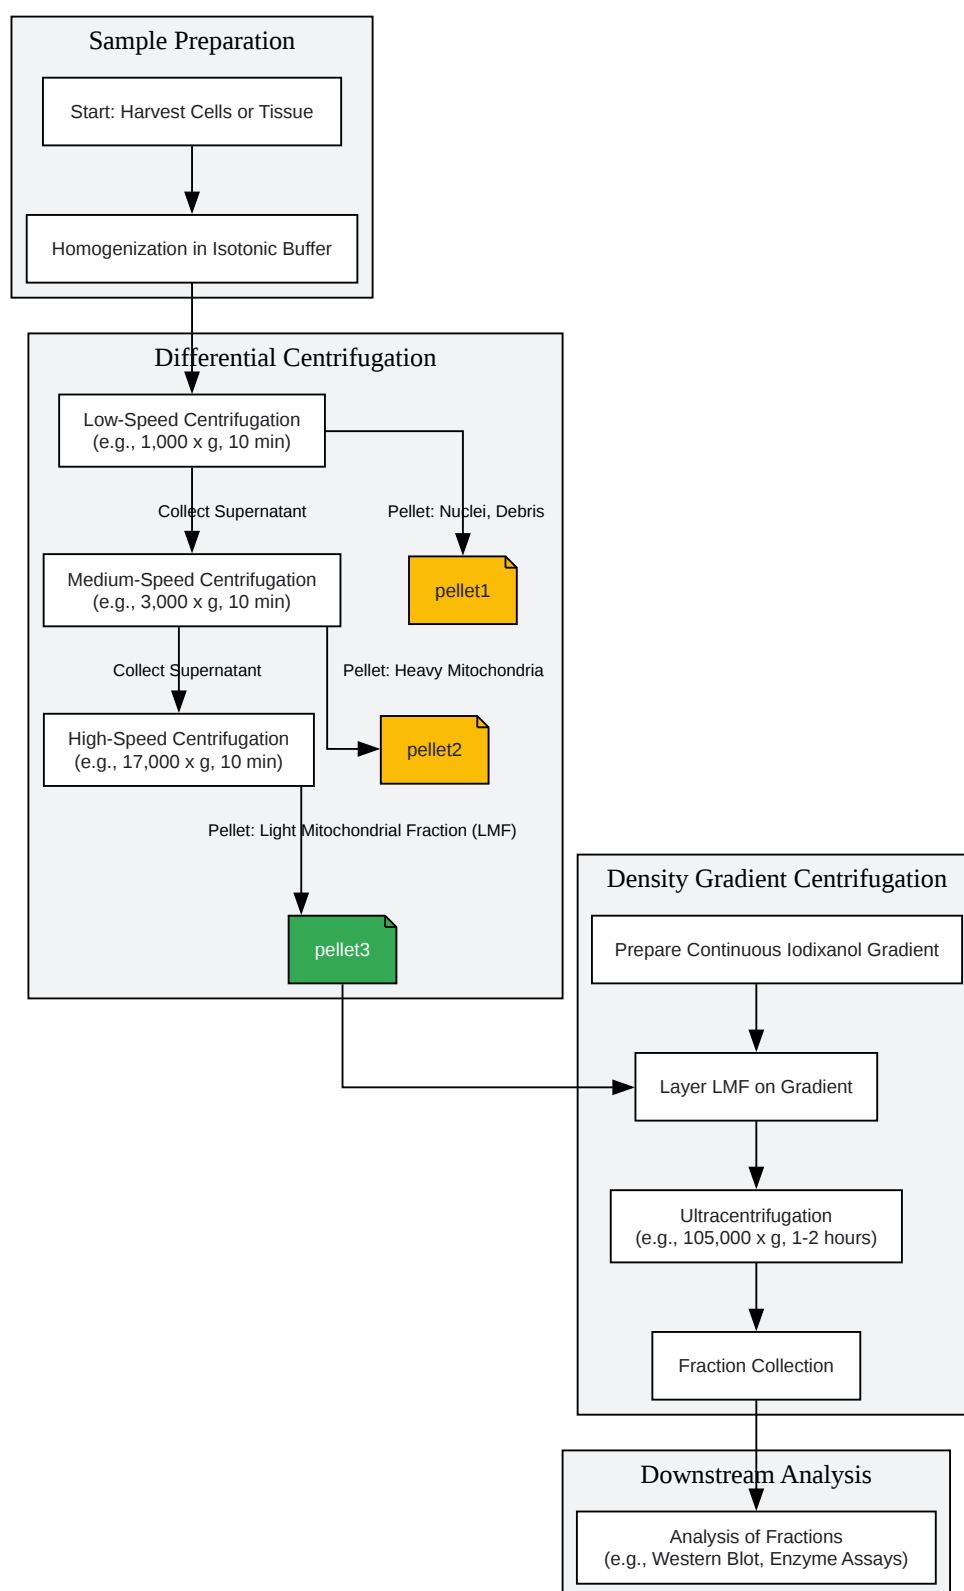 Sample Preparation
Start: Harvest Cells or Tissue
Homogenization in Isotonic Buffer
Differential Centrifugation
Low-Speed Centrifugation
(e.g., 1,000 x g, 10 min)
Collect Supernatant
Pellet: Nuclei, Debris
Medium-Speed Centrifugation
(e.g., 3,000 x g, 10 min)
pellet1
Collect Supernatant
Pellet: Heavy Mitochondria
High-Speed Centrifugation
(e.g., 17,000 x g, 10 min)
pellet2
Pellet: Light Mitochondrial Fraction (LMF)
pellet3
Density Gradient Centrifugation
Prepare Continuous Iodixanol Gradient
Layer LMF on Gradient
Ultracentrifugation
(e.g., 105,000 x g, 1-2 hours)
Fraction Collection
Downstream Analysis
Analysis of Fractions
(e.g., Western Blot, Enzyme Assays)